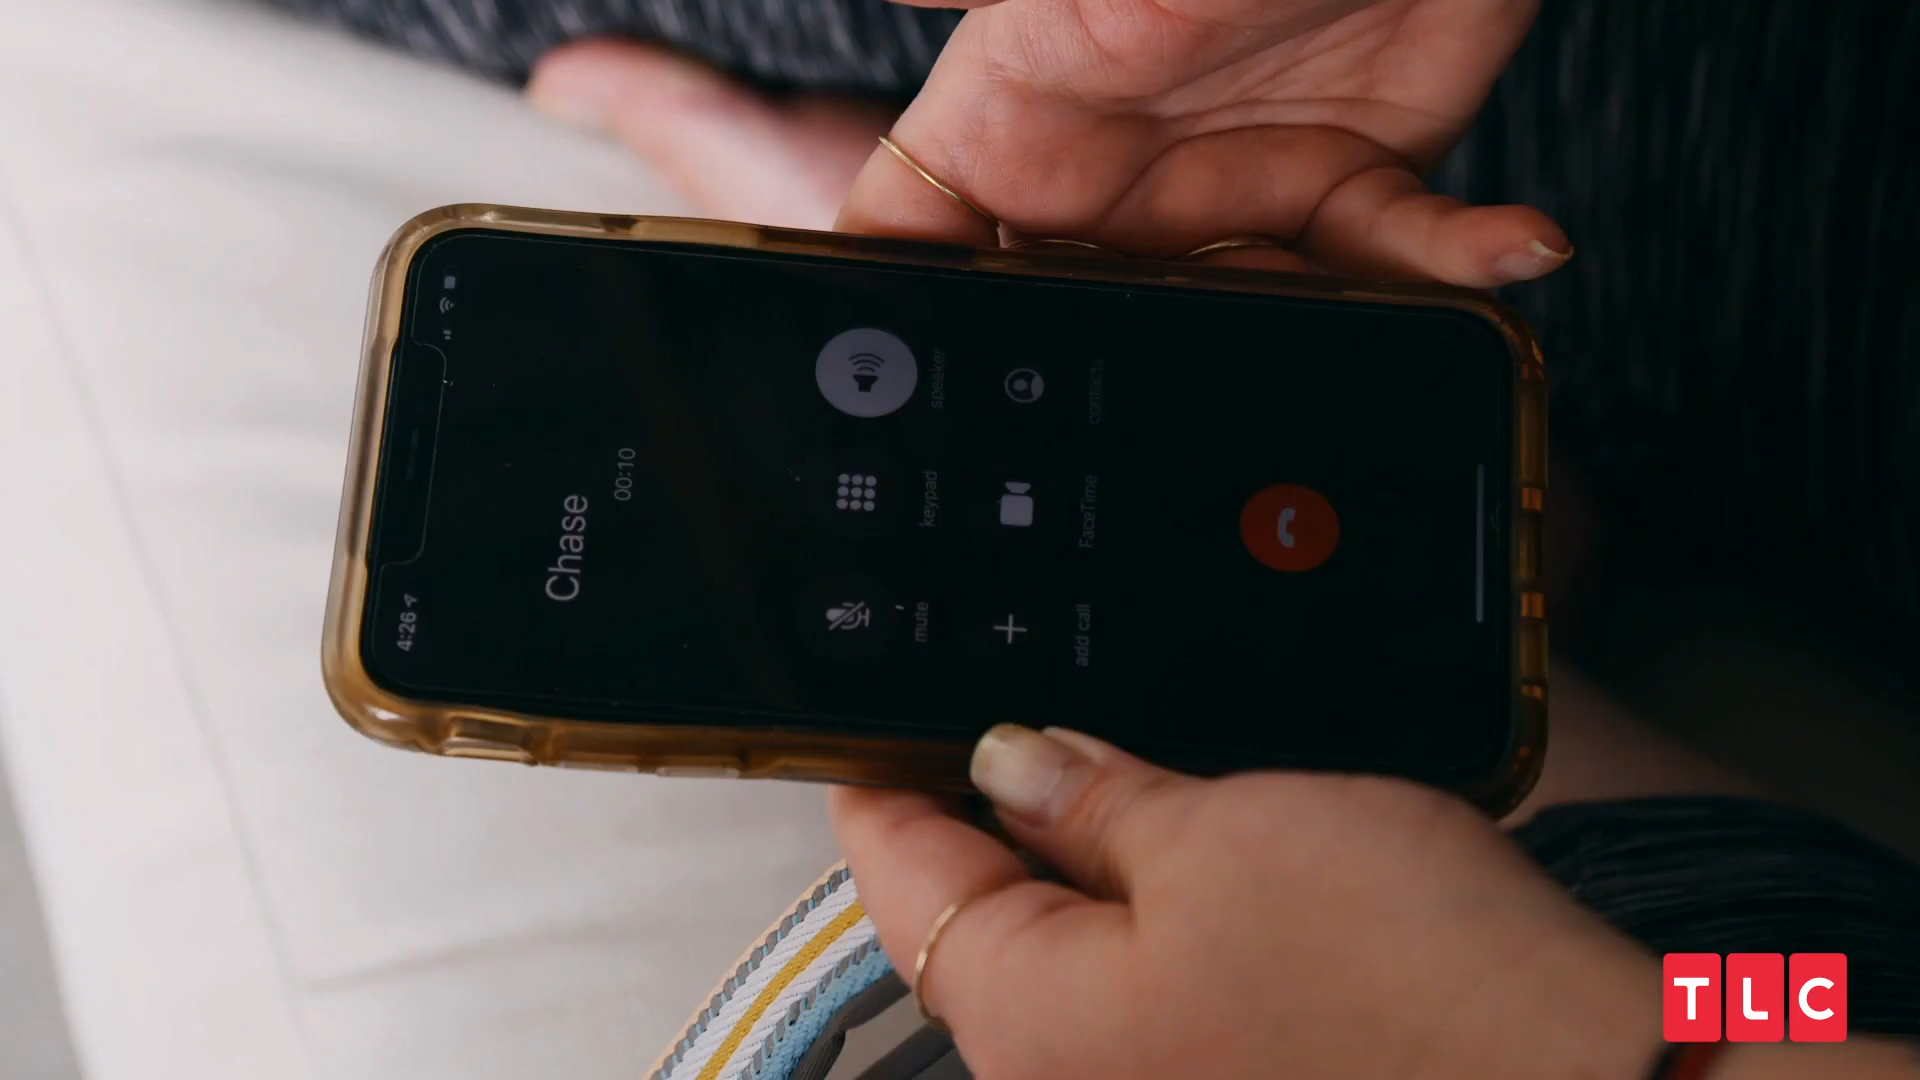 4:26
Chase
00:10
mute
keypad
speaker
add call
FaceTime
contacts
TLC